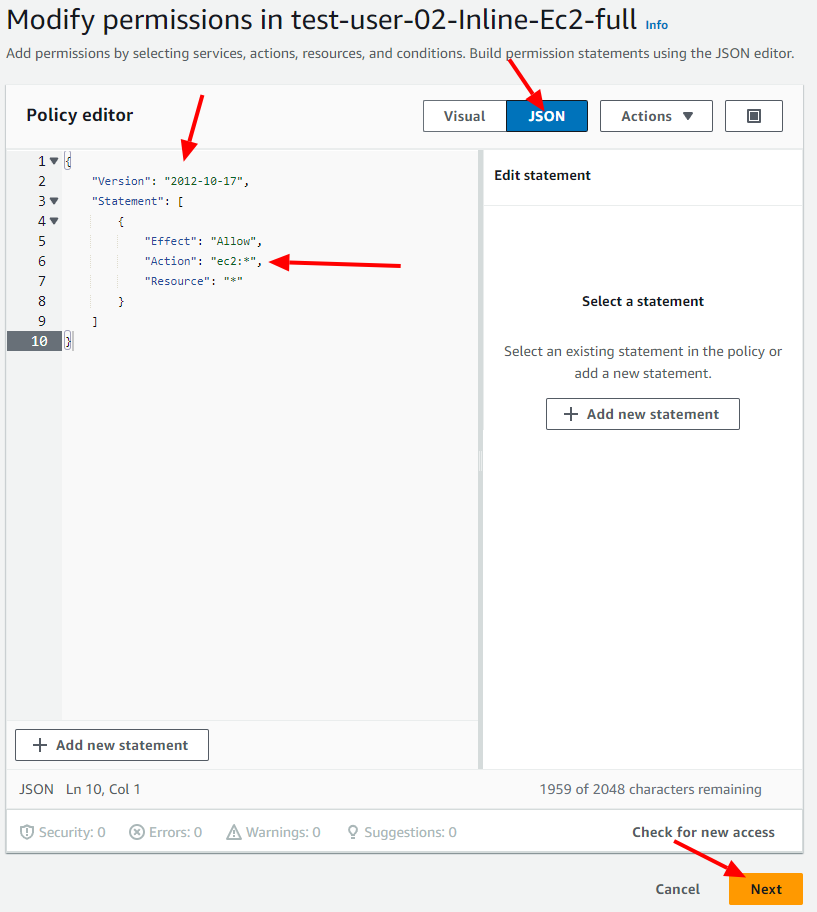 Modify permissions in test-user-02-Inline-Ec2-full Info
Add permissions by selecting services, actions, resources, and conditions. Build permission statements using the JSON editor.
Policy editor
Visual
JSON
Actions
1 {
2 "Version": "2012-10-17",
3 "Statement": [
4 {
5 "Effect": "Allow",
6 "Action": "ec2:*",
7 "Resource": "*"
8 }
9 ]
10 }
Edit statement
Select a statement
Select an existing statement in the policy or
add a new statement.
+ Add new statement
+ Add new statement
JSON Ln 10, Col 1
1959 of 2048 characters remaining
Security: 0
Errors: 0
Warnings: 0
Suggestions: 0
Check for new access
Cancel
Next